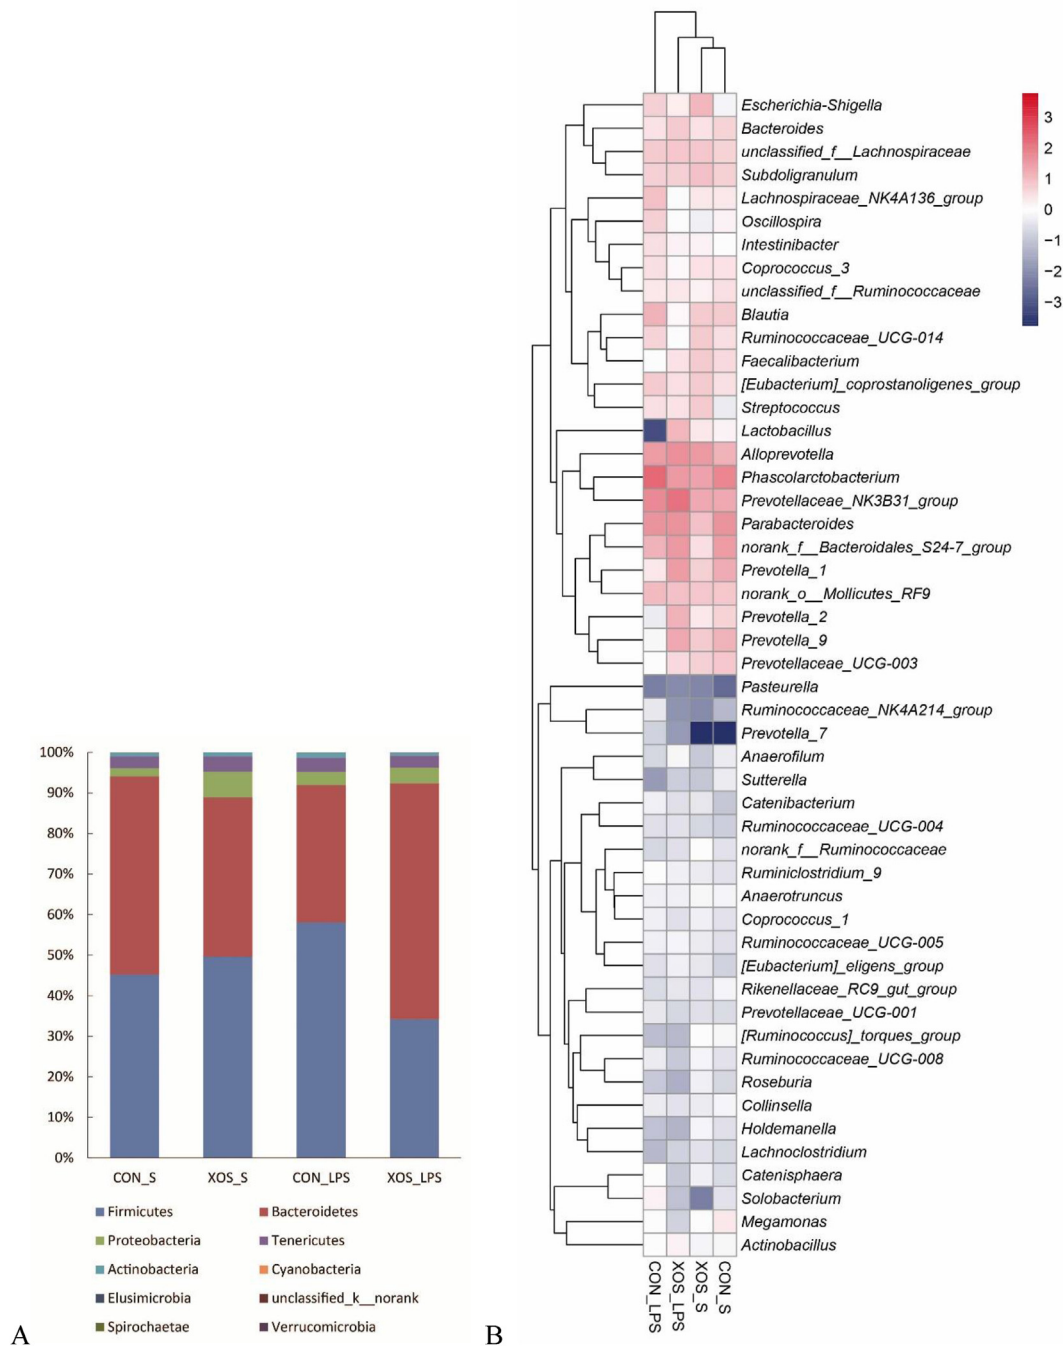 Escherichia-Shigella
Bacteroides
unclassified_f__Lachnospiraceae
Subdoligranulum
Lachnospiraceae_NK4A136_group
Oscillospira
Intestinibacter
Coprococcus_3
unclassified_f__Ruminococcaceae
Blautia
Ruminococcaceae_UCG-014
Faecalibacterium
[Eubacterium]_coprostanoligenes_group
Streptococcus
Lactobacillus
Alloprevotella
Phascolarctobacterium
Prevotellaceae_NK3B31_group
Parabacteroides
norank_f__Bacteroidales_S24-7_group
Prevotella_1
norank_o__Mollicutes_RF9
Prevotella_2
Prevotella_9
Prevotellaceae_UCG-003
Pasteurella
Ruminococcaceae_NK4A214_group
Prevotella_7
Anaerofilum
Sutterella
Catenibacterium
Ruminococcaceae_UCG-004
norank_f__Ruminococcaceae
Ruminiclostridium_9
Anaerotruncus
Coprococcus_1
Ruminococcaceae_UCG-005
[Eubacterium]_eligens_group
Rikenellaceae_RC9_gut_group
Prevotellaceae_UCG-001
[Ruminococcus]_torques_group
Ruminococcaceae_UCG-008
Roseburia
Collinsella
Holdemanella
Lachnoclostridium
Catenisphaera
Solobacterium
Megamonas
Actinobacillus
3
2
1
0
−1
−2
−3
CON_LPS
XOS_LPS
XOS_S
CON_S
B
100%
90%
80%
70%
60%
50%
40%
30%
20%
10%
0%
CON_S XOS_S CON_LPS XOS_LPS
Firmicutes Bacteroidetes
Proteobacteria Tenericutes
Actinobacteria Cyanobacteria
Elusimicrobia unclassified_k__norank
Spirochaetae Verrucomicrobia
A